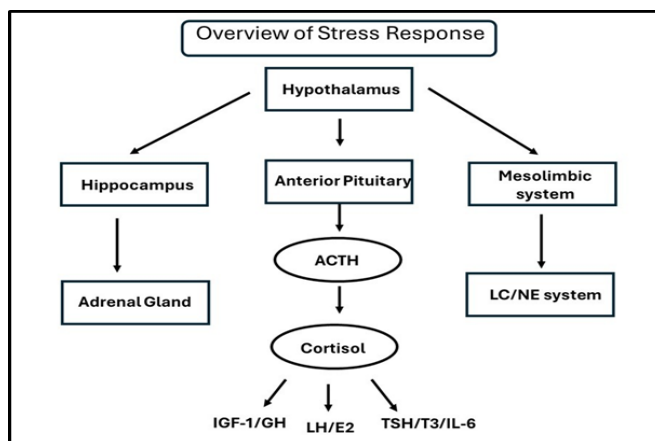 Overview of Stress Response
Hypothalamus
Hippocampus
Anterior Pituitary
Mesolimbic
system
ACTH
Adrenal Gland
LC/NE system
Cortisol
IGF-1/GH
LH/E2
TSH/T3/IL-6